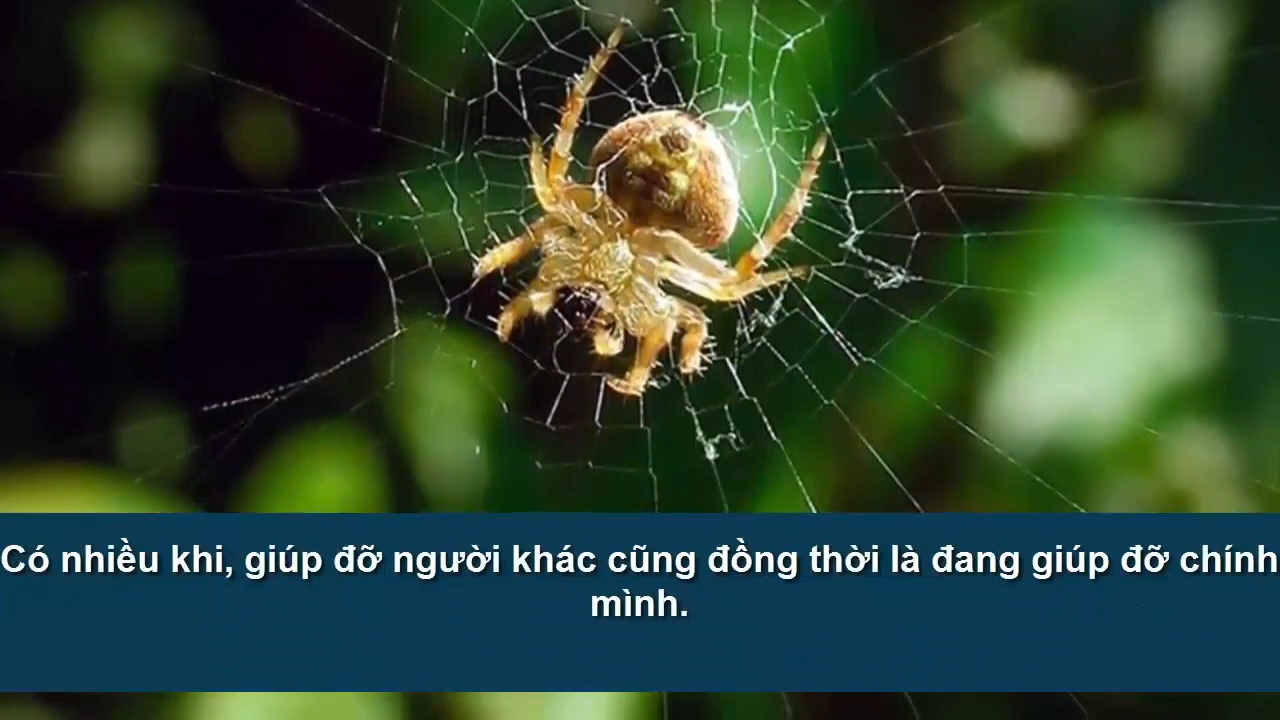 Có nhiều khi, giúp đỡ người khác cũng đồng thời là đang giúp đỡ chính
mình.